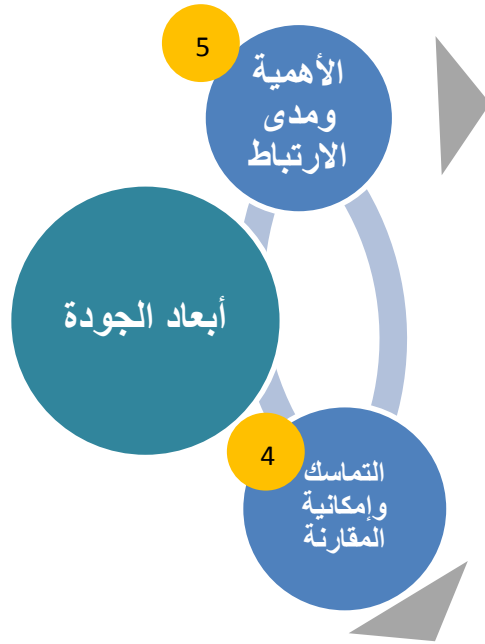 5
الأهمية
ومدى
الارتباط
أبعاد الجودة
4
التماسك
وإمكانية
المقارنة